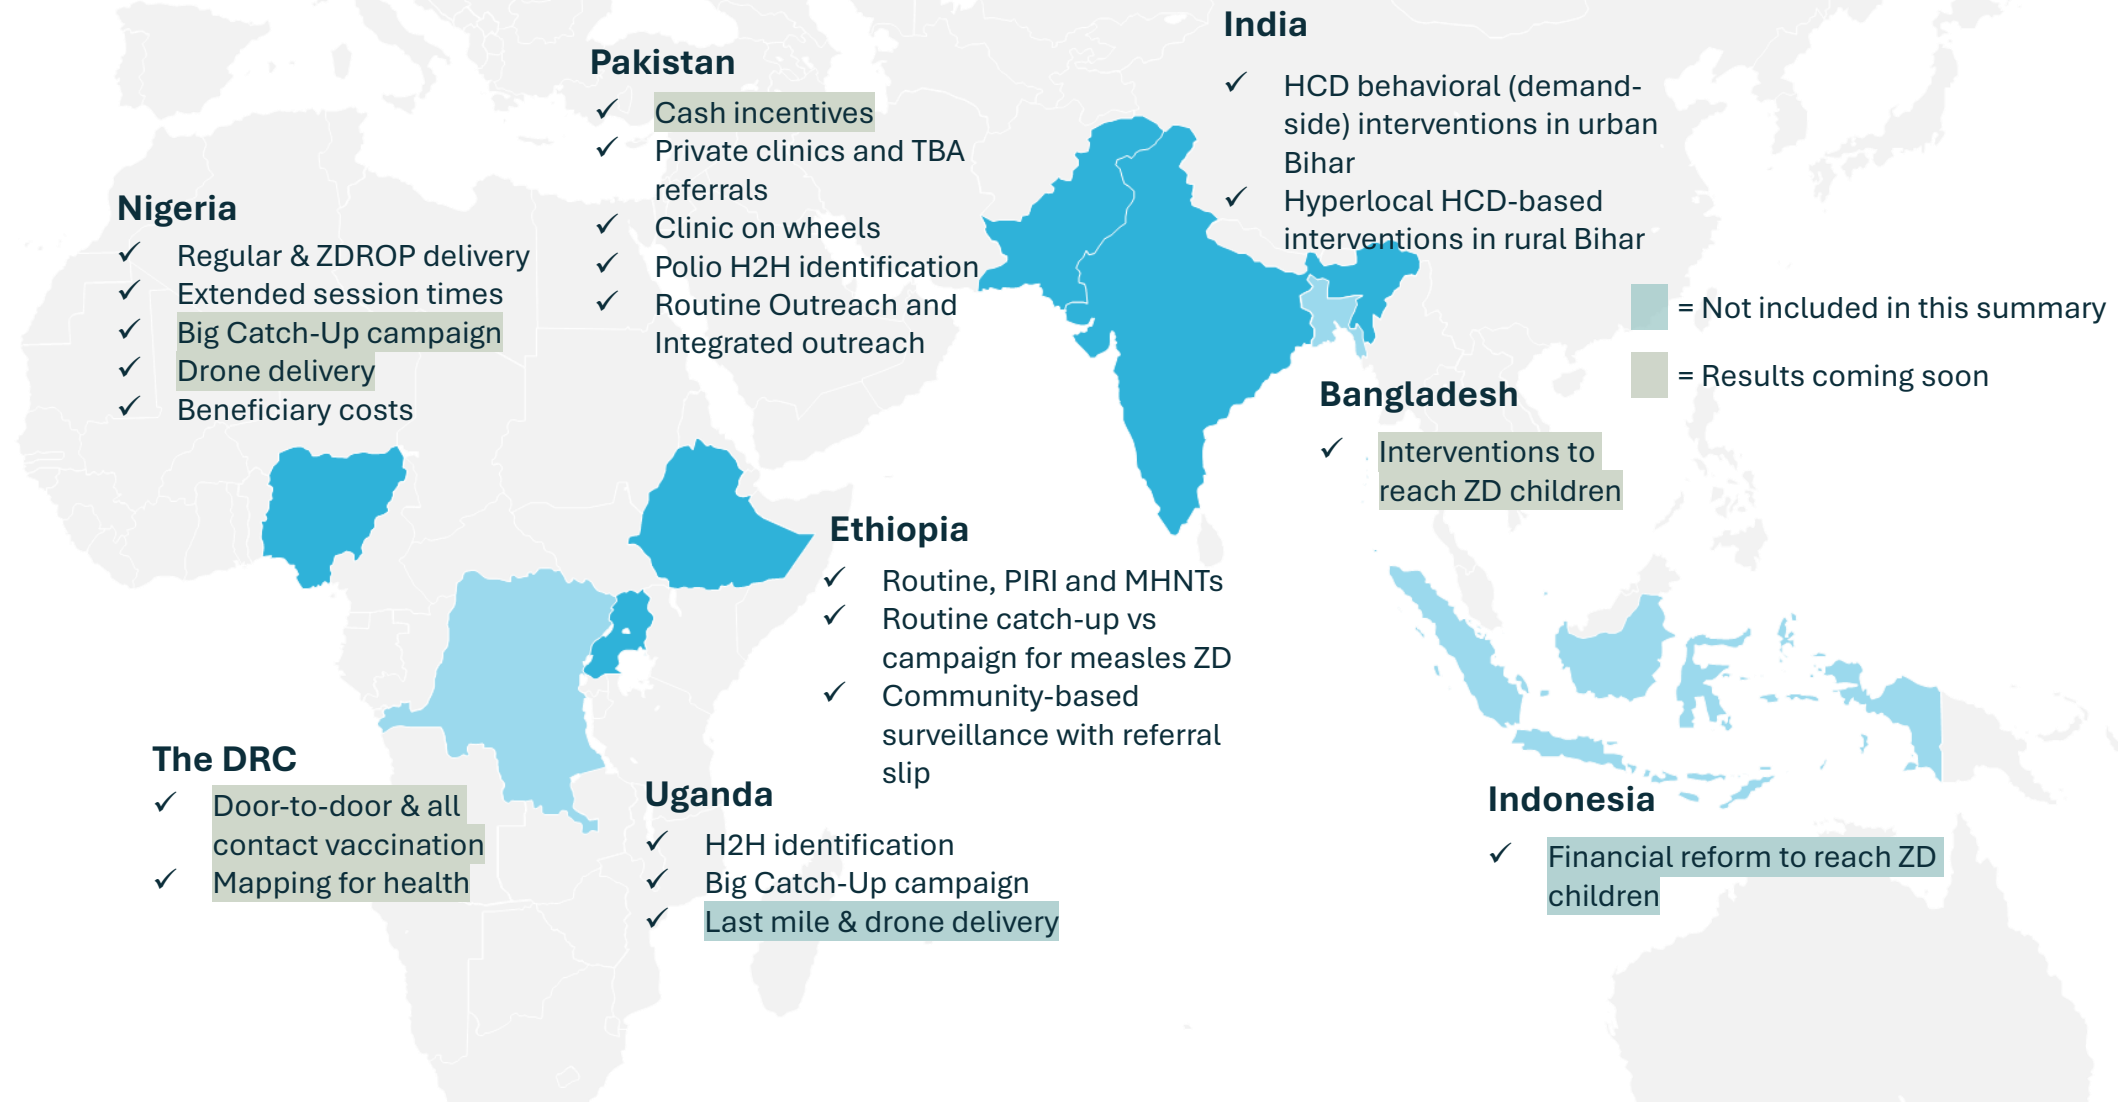 India
✓ HCD behavioral (demand-
side) interventions in urban
Bihar
✓ Hyperlocal HCD-based
interventions in rural Bihar
Pakistan
✓ Cash incentives
✓ Private clinics and TBA
referrals
✓ Clinic on wheels
✓ Polio H2H identification
✓ Routine Outreach and
Integrated outreach
Nigeria
✓ Regular & ZDROP delivery
✓ Extended session times
✓ Big Catch-Up campaign
✓ Drone delivery
✓ Beneficiary costs
= Not included in this summary
= Results coming soon
Bangladesh
✓ Interventions to
reach ZD children
Ethiopia
✓ Routine, PIRI and MHNTs
✓ Routine catch-up vs
campaign for measles ZD
✓ Community-based
surveillance with referral
slip
The DRC
✓ Door-to-door & all
contact vaccination
✓ Mapping for health
Uganda
✓ H2H identification
✓ Big Catch-Up campaign
✓ Last mile & drone delivery
Indonesia
✓ Financial reform to reach ZD
children